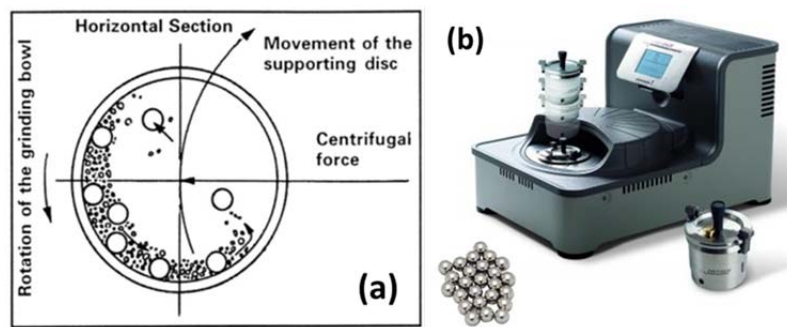 Horizontal Section
Movement of the
supporting disc
Centrifugal
force
Rotation of the grinding bowl
(a)
(b)